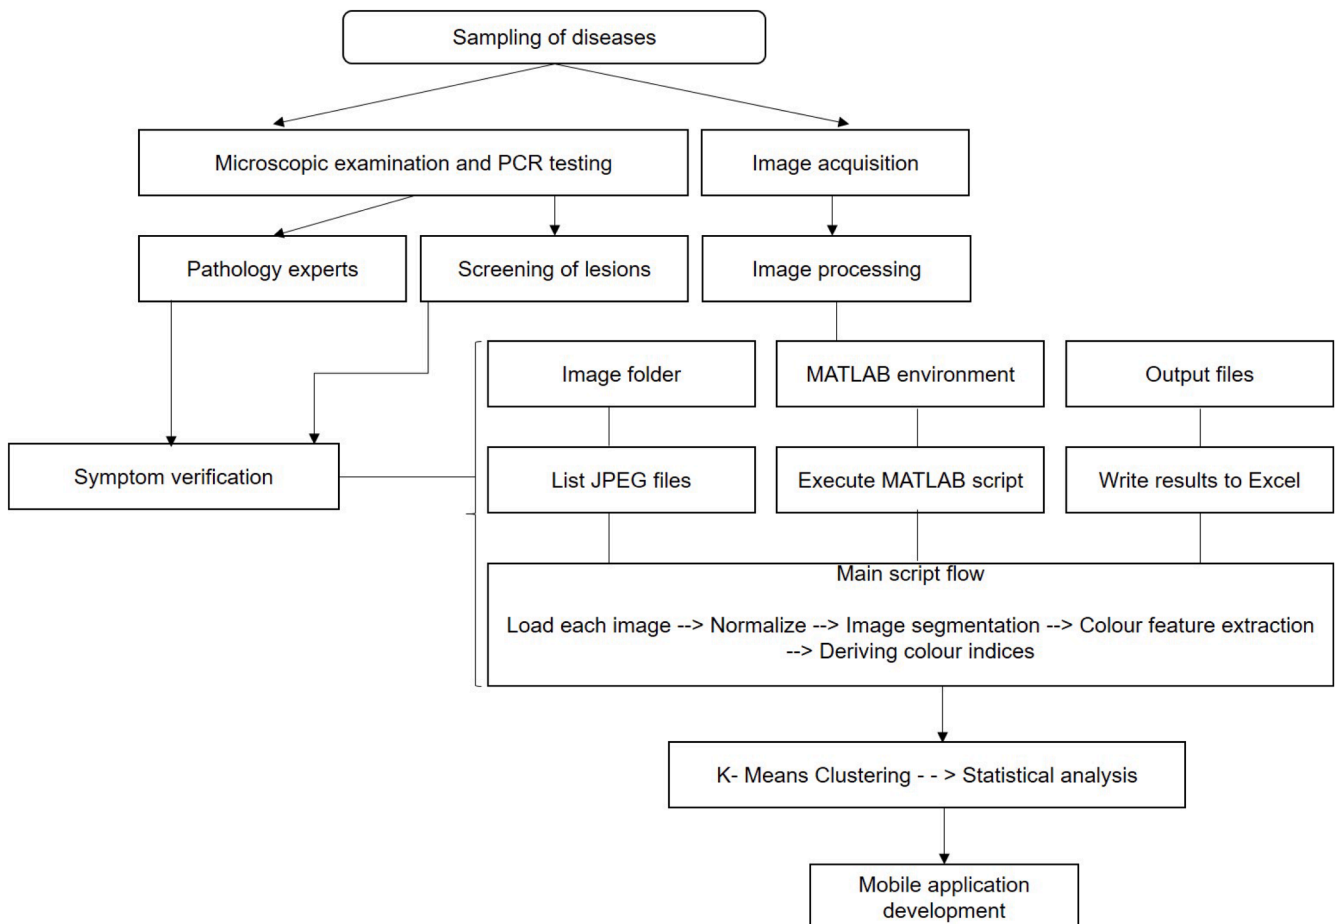 Sampling of diseases
Microscopic examination and PCR testing
Image acquisition
Pathology experts
Screening of lesions
Image processing
Image folder
MATLAB environment
Output files
Symptom verification
List JPEG files
Execute MATLAB script
Write results to Excel
Main script flow
Load each image --> Normalize --> Image segmentation --> Colour feature extraction
--> Deriving colour indices
K- Means Clustering - - > Statistical analysis
Mobile application
development